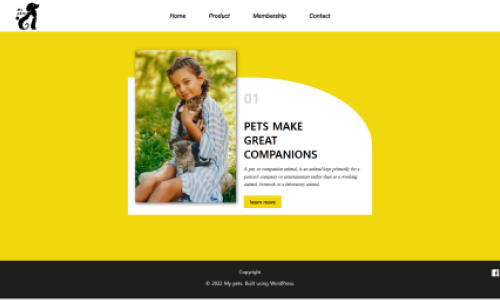 Home Product Membership Contact
01
PETS MAKE
GREAT
COMPANIONS
A pet, or companion animal, is an animal kept primarily for a
person's company or entertainment rather than as a working
animal, livestock or a laboratory animal.
learn more
Copyright
© 2022 My pets. Built using WordPress.